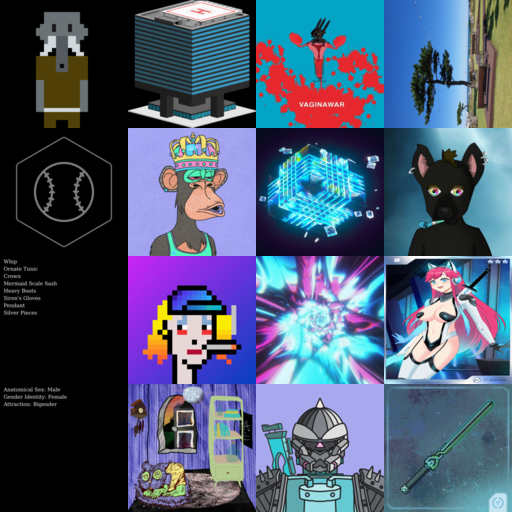 H
VAGINAWAR
Whip
Ornate Tunic
Crown
Mermaid Scale Sash
Heavy Boots
Siren's Gloves
Pendant
Silver Pieces
Anatomical Sex: Male
Gender Identity: Female
Attraction: Bigender